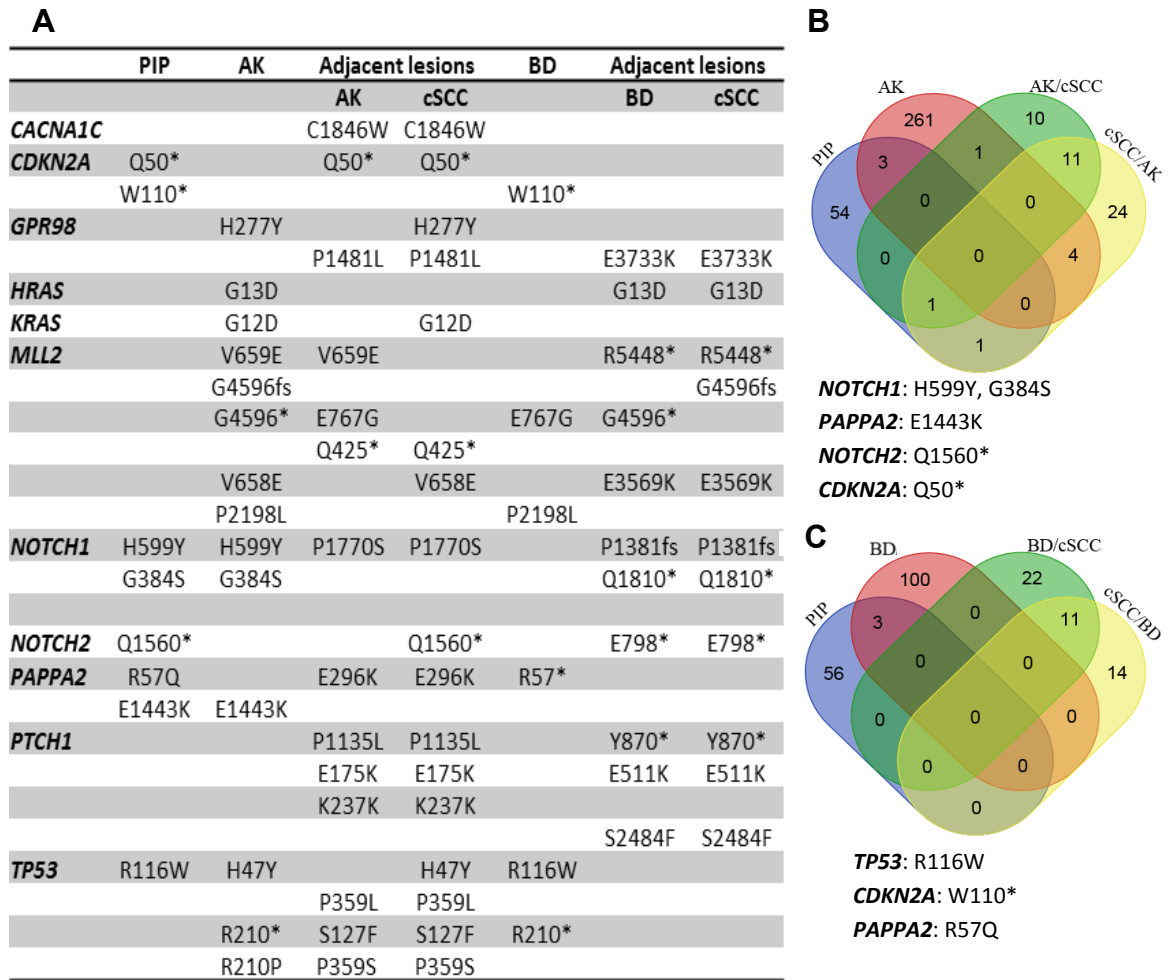 A
PIP AK Adjacent lesions BD Adjacent lesions
AK cSCC BD cSCC
CACNA1C C1846W C1846W
CDKN2A Q50* Q50* Q50*
W110* W110*
GPR98 H277Y H277Y
P1481L P1481L E3733K E3733K
HRAS G13D G13D G13D
KRAS G12D G12D
MLL2 V659E V659E R5448* R5448*
G4596fs G4596fs
G4596* E767G E767G G4596*
Q425* Q425*
V658E V658E E3569K E3569K
P2198L P2198L
NOTCH1 H599Y H599Y P1770S P1770S P1381fs P1381fs
G384S G384S Q1810* Q1810*
NOTCH2 Q1560* Q1560* E798* E798*
PAPPA2 R57Q E296K E296K R57*
E1443K E1443K
PTCH1 P1135L P1135L Y870* Y870*
E175K E175K E511K E511K
K237K K237K
S2484F S2484F
TP53 R116W H47Y H47Y R116W
P359L P359L
R210* S127F S127F R210*
R210P P359S P359S
B
AK AK/cSCC
PIP cSCC/AK
261 10
3 1 11
54 0 0 24
0 0 4
1 0
1
NOTCH1: H599Y, G384S
PAPPA2: E1443K
NOTCH2: Q1560*
CDKN2A: Q50*
C
BD BD/cSCC
PIP cSCC/BD
100 22
3 0 11
56 0 0 14
0 0 0
0 0
0
TP53: R116W
CDKN2A: W110*
PAPPA2: R57Q